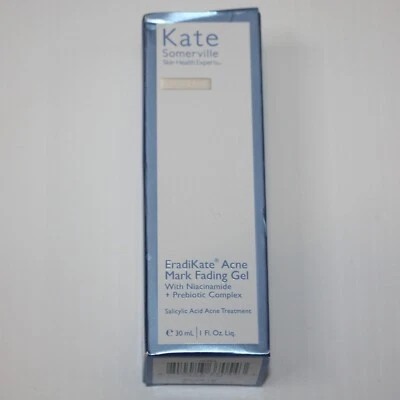 Kate
Somerville
Skin Health Experts™
EradiKate® Acne
Mark Fading Gel
With Niacinamide
+ Prebiotic Complex
Salicylic Acid Acne Treatment
℮ 30 mL | 1 Fl. Oz. Liq.